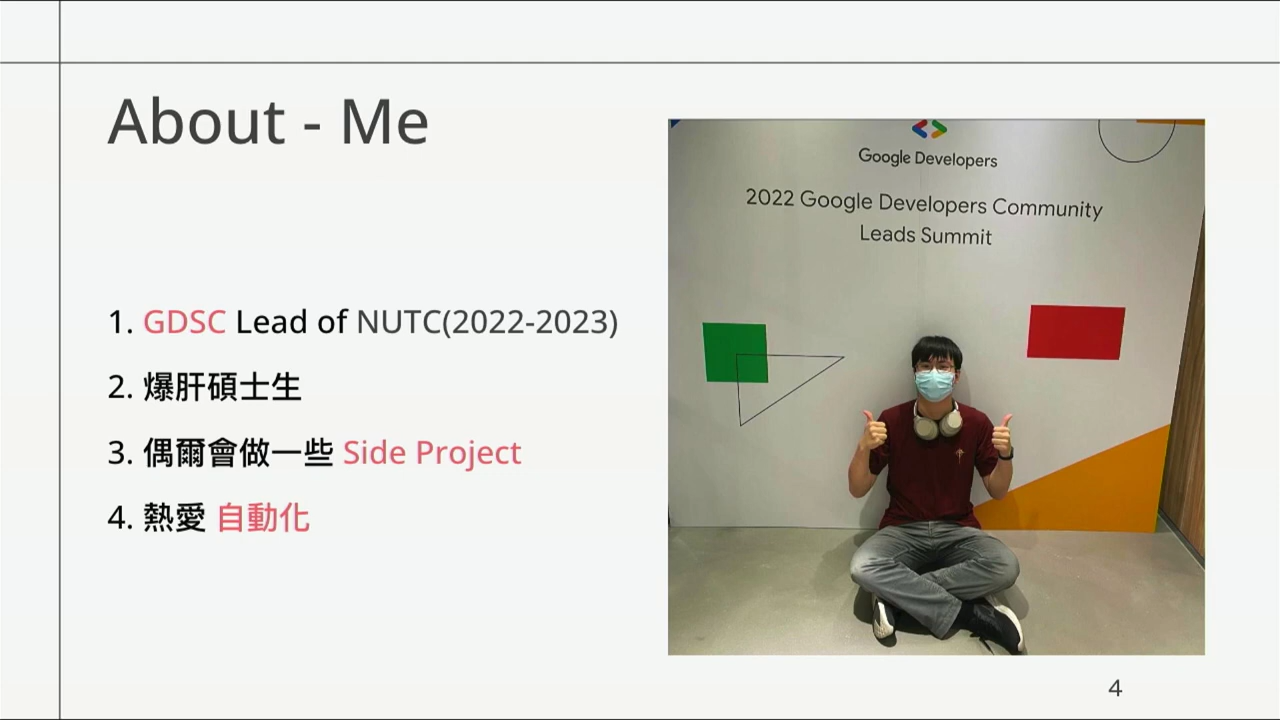 About - Me
1. GDSC Lead of NUTC(2022-2023)
2. 爆肝碩士生
3. 偶爾會做一些 Side Project
4. 熱愛 自動化
Google Developers
2022 Google Developers Community
Leads Summit
4